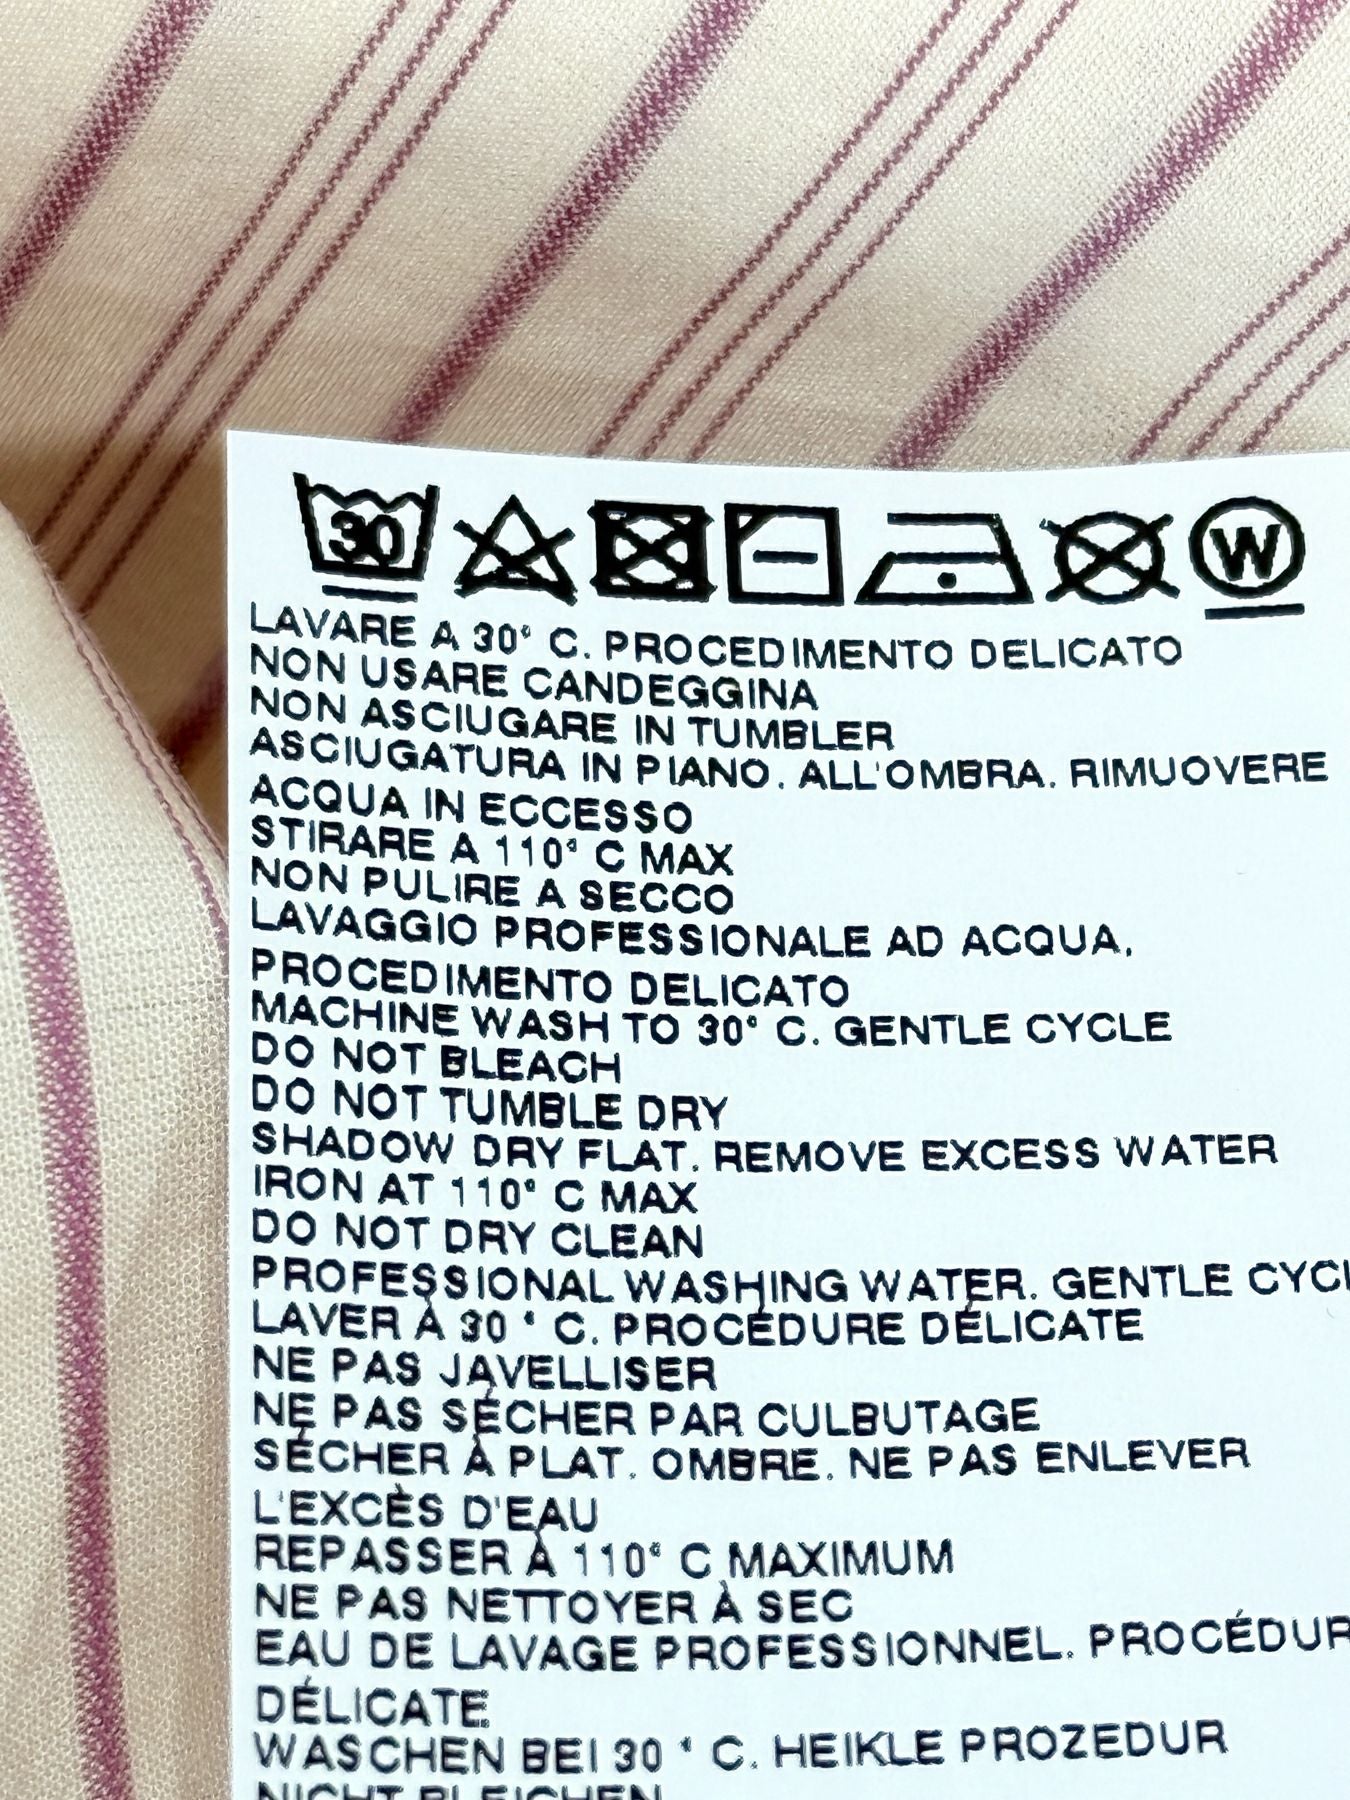 30
W
LAVARE A 30° C. PROCEDIMENTO DELICATO
NON USARE CANDEGGINA
NON ASCIUGARE IN TUMBLER
ASCIUGATURA IN PIANO. ALL'OMBRA. RIMUOVERE
ACQUA IN ECCESSO
STIRARE A 110° C MAX
NON PULIRE A SECCO
LAVAGGIO PROFESSIONALE AD ACQUA.
PROCEDIMENTO DELICATO
MACHINE WASH TO 30° C. GENTLE CYCLE
DO NOT BLEACH
DO NOT TUMBLE DRY
SHADOW DRY FLAT. REMOVE EXCESS WATER
IRON AT 110° C MAX
DO NOT DRY CLEAN
PROFESSIONAL WASHING WATER. GENTLE
LAVER À 30 ° C. PROCÉDURE DÉLICATE
NE PAS JAVELLISER
NE PAS SÉCHER PAR CULBUTAGE
SÉCHER À PLAT. OMBRE. NE PAS ENLEVER
L'EXCÈS D'EAU
REPASSER À 110° C MAXIMUM
NE PAS NETTOYER À SEC
EAU DE LAVAGE PROFESSIONNEL.
DÉLICATE
WASCHEN BEI 30 ° C. HEIKLE PROZEDUR
NICHT BLEICHEN